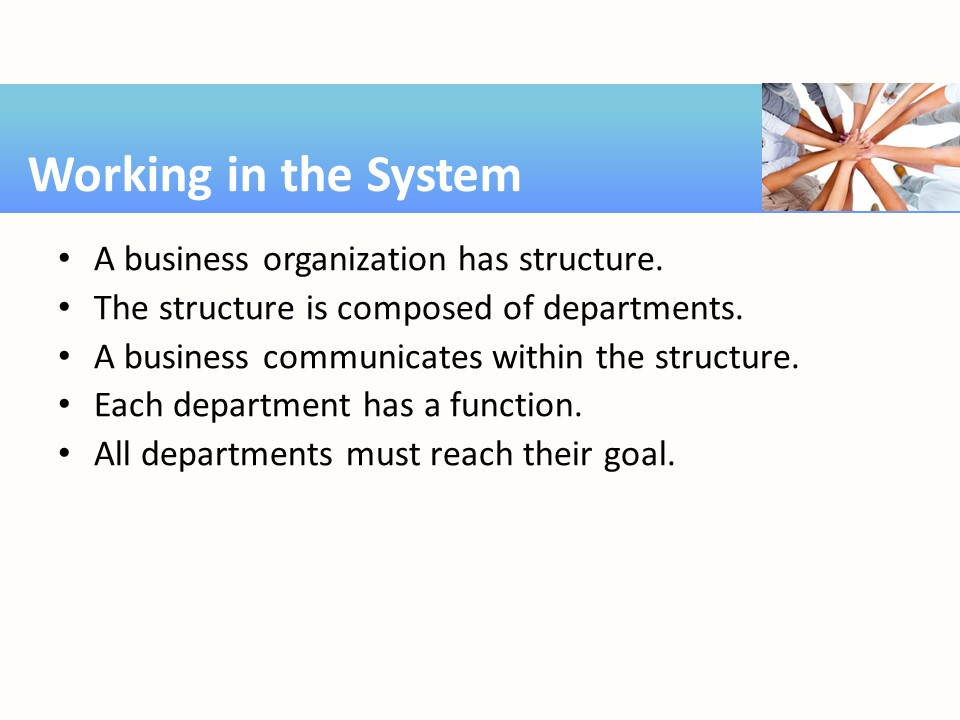 Working in the System
• A business organization has structure.
• The structure is composed of departments.
• A business communicates within the structure.
• Each department has a function.
• All departments must reach their goal.